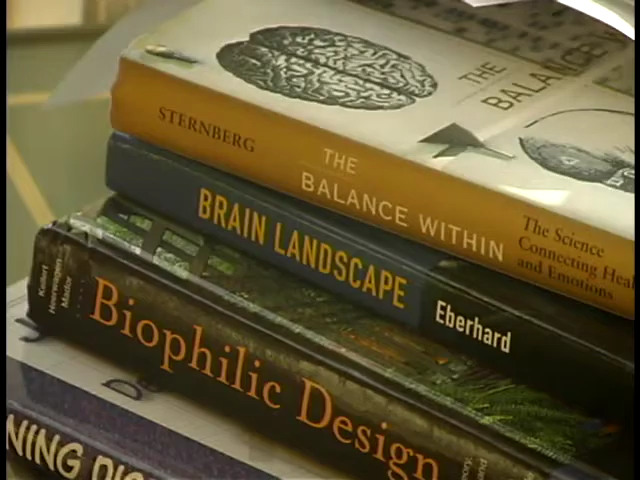 THE
BALANCE
STERNBERG
THE
BALANCE WITHIN
The Science
Connecting Heal
and Emotions
BRAIN LANDSCAPE
Eberhard
Kellert
Heerwagen
Mador
Biophilic Design
NING DIS